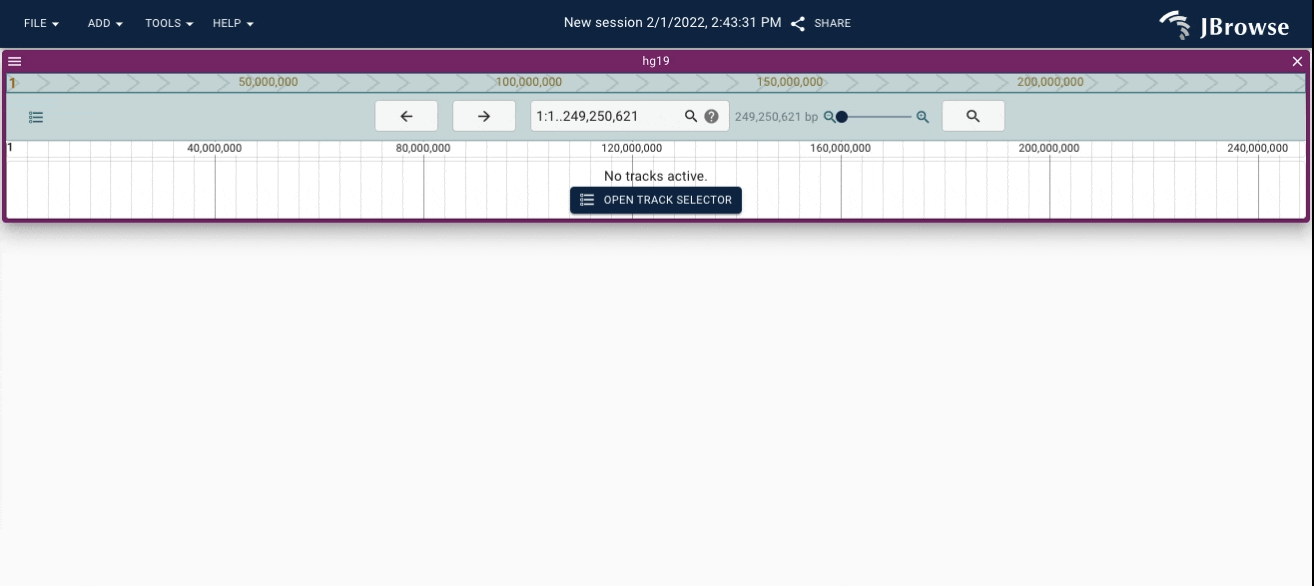 FILE ADD TOOLS HELP New session 2/1/2022, 2:43:31 PM SHARE JBrowse
hg19
1 50,000,000 100,000,000 150,000,000 200,000,000
1:1..249,250,621 249,250,621 bp
1 40,000,000 80,000,000 120,000,000 160,000,000 200,000,000 240,000,000
No tracks active.
OPEN TRACK SELECTOR